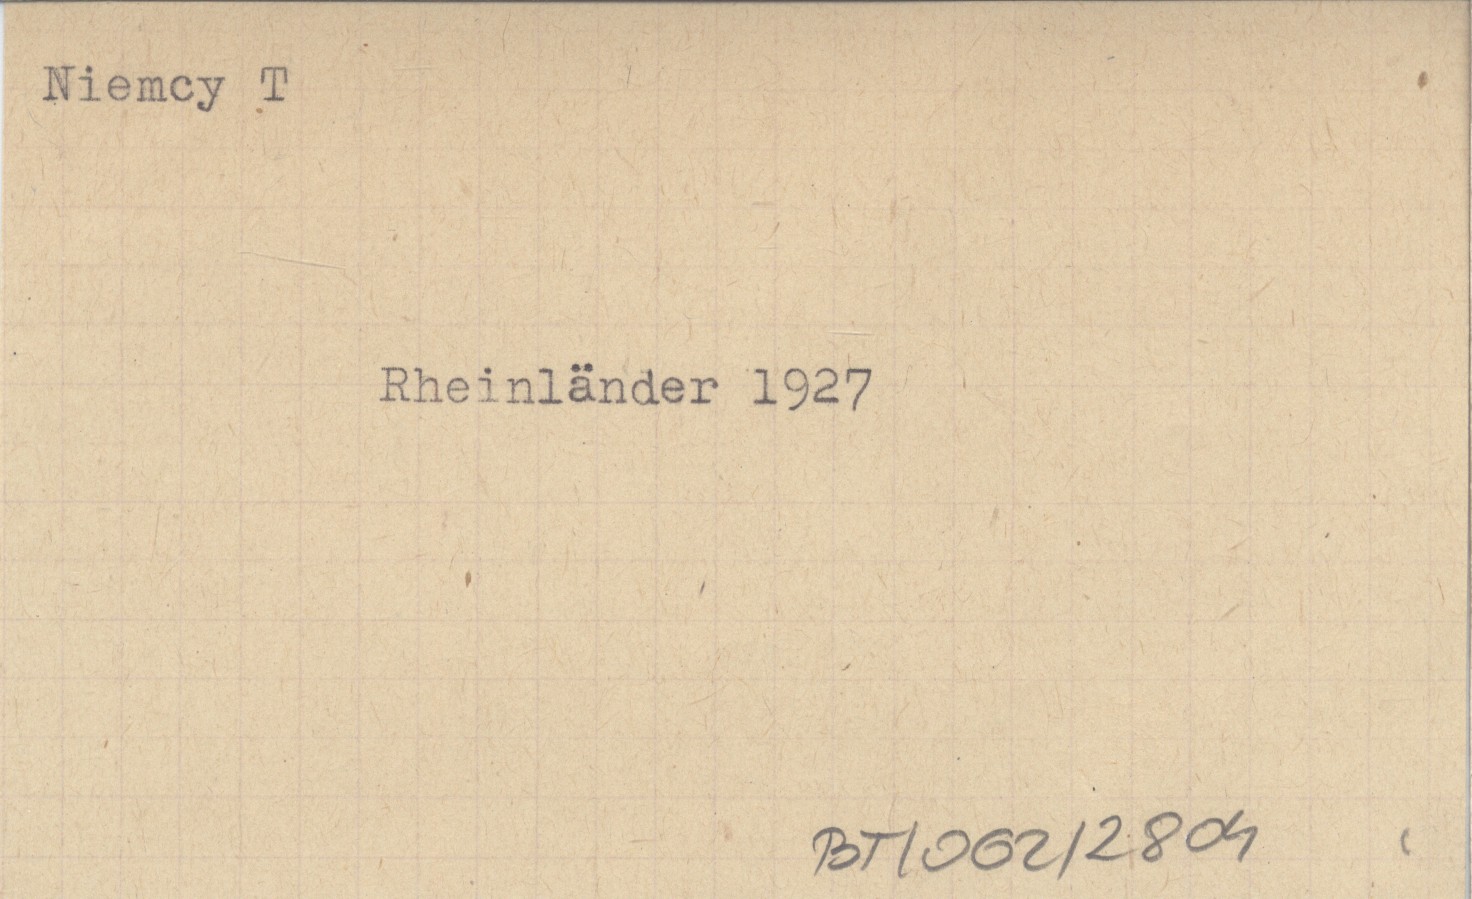 Niemcy T
Rheinländer 1927
BT/062/2804